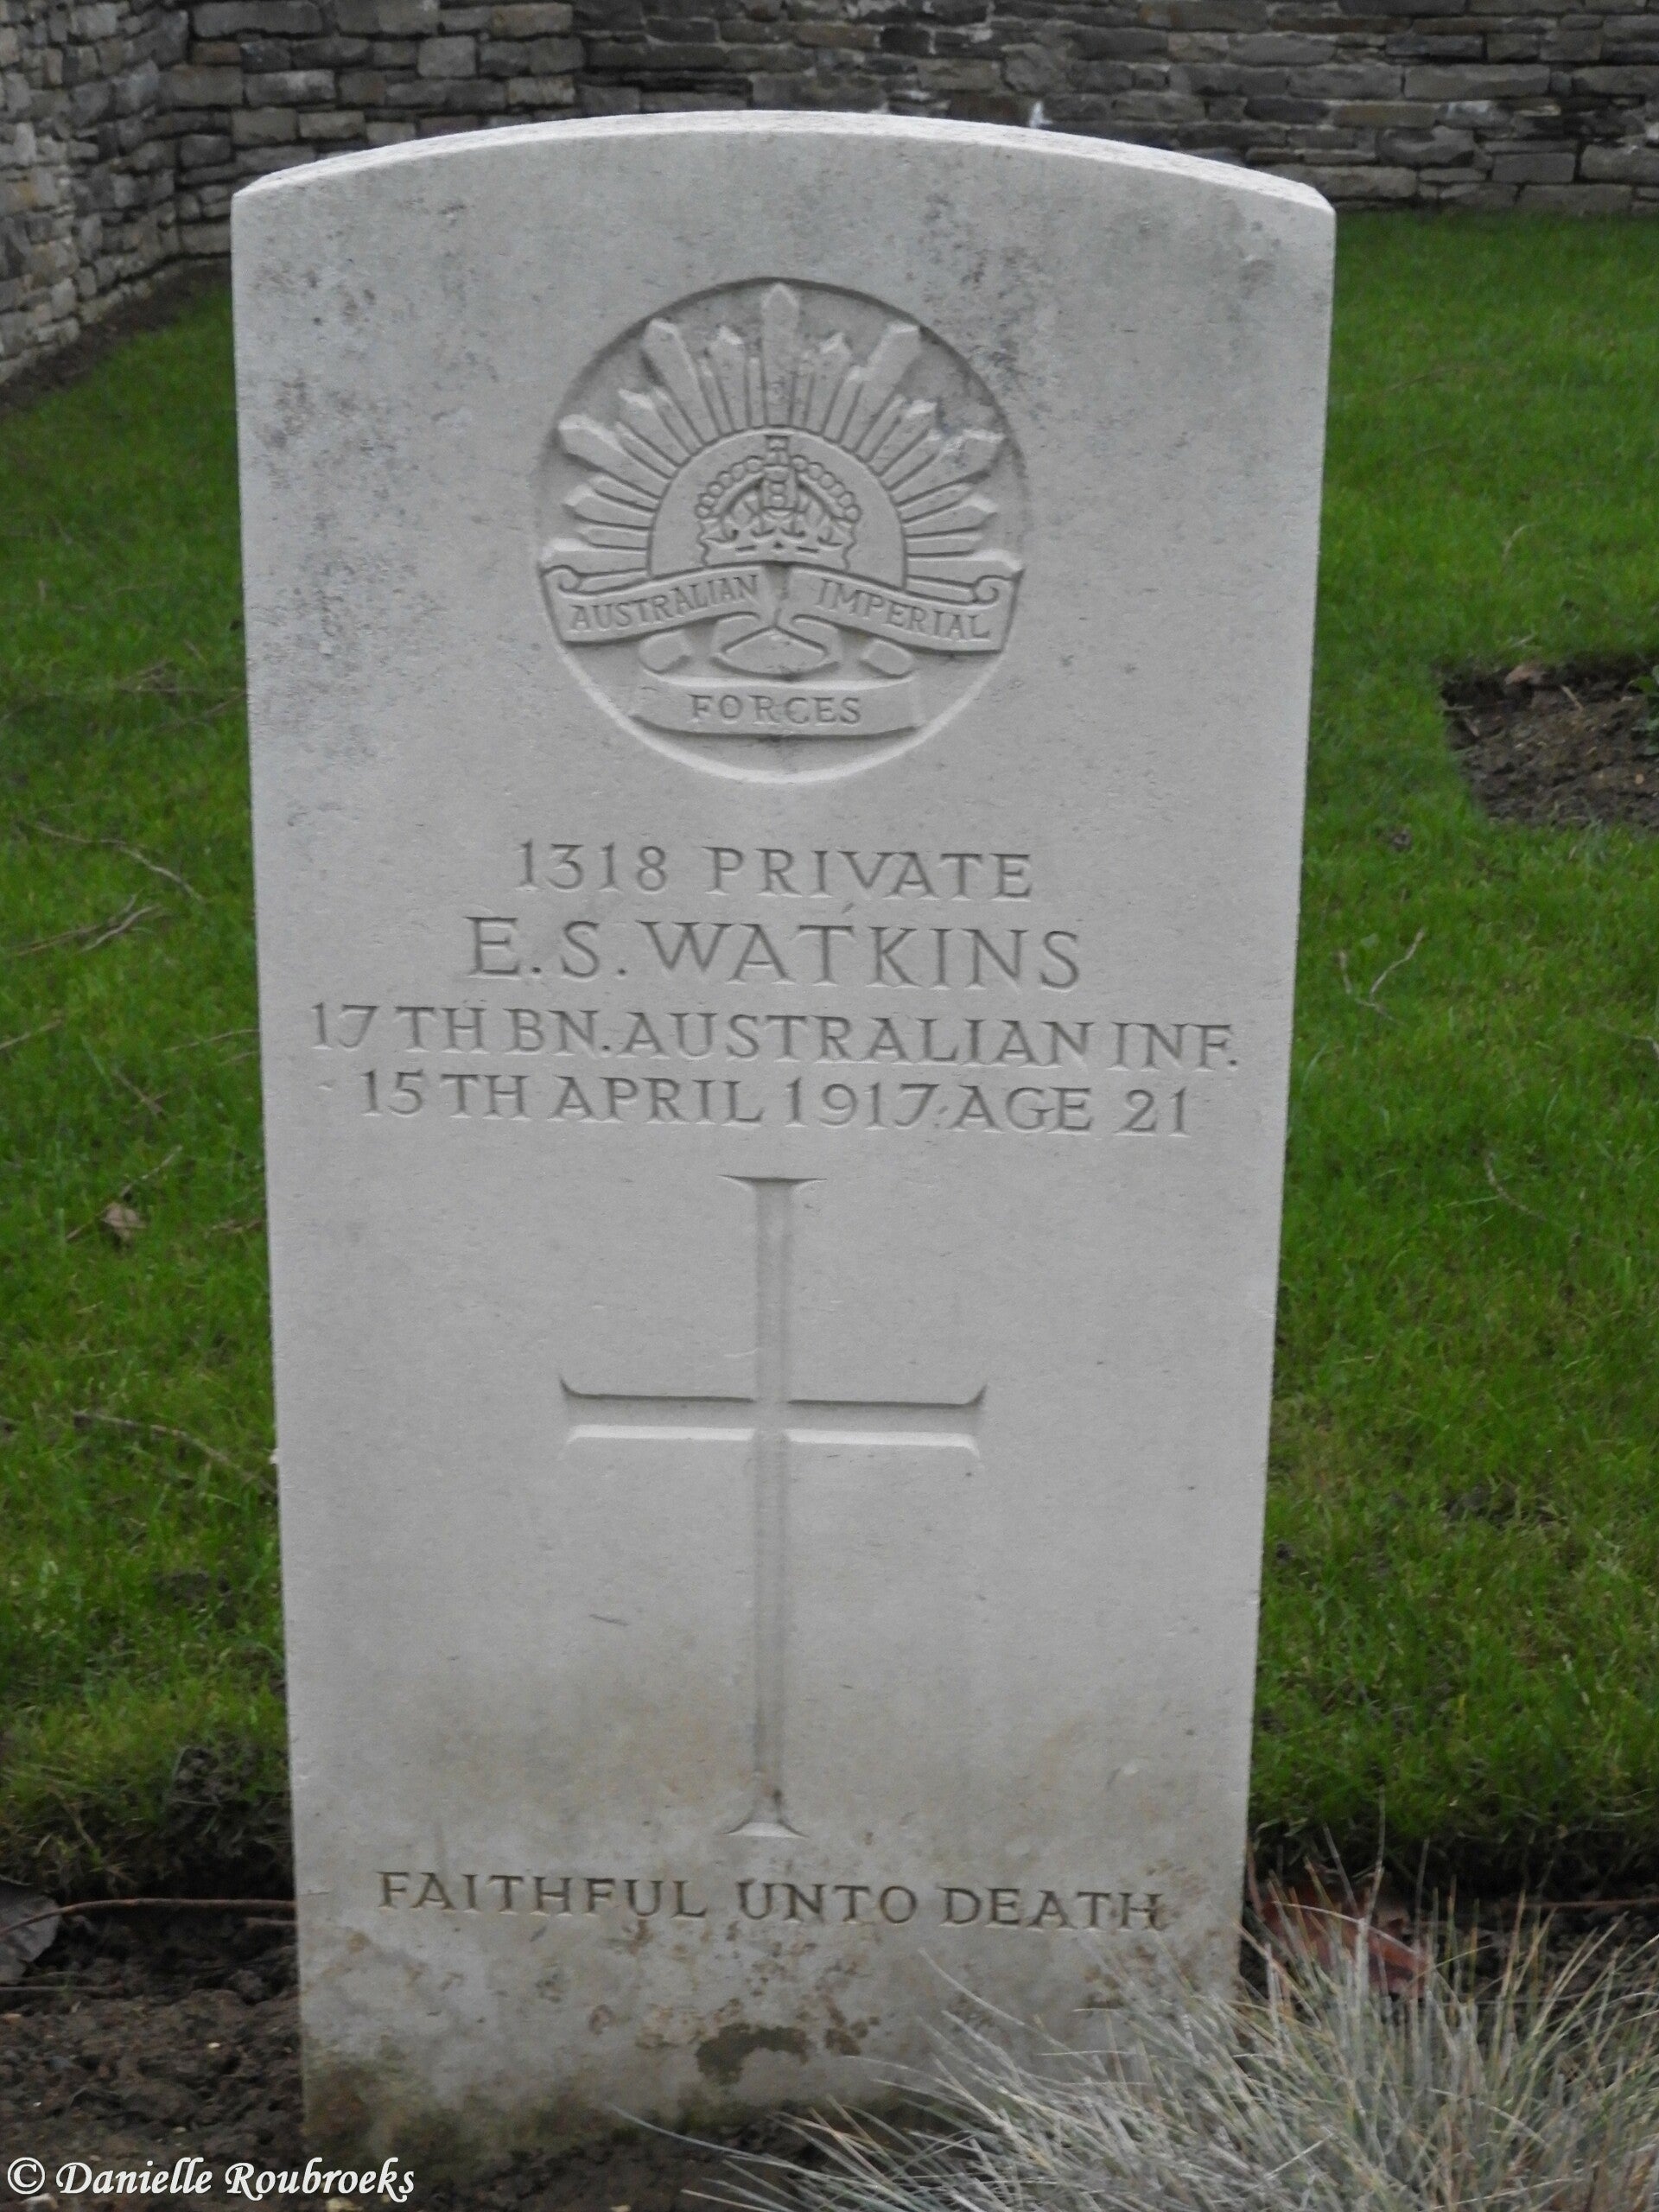 AUSTRALIAN IMPERIAL
FORCES
1318 PRIVATE
E.S. WATKINS
17TH BN. AUSTRALIAN INF.
15TH APRIL 1917. AGE 21
FAITHFUL UNTO DEATH
© Danielle Roubroeks